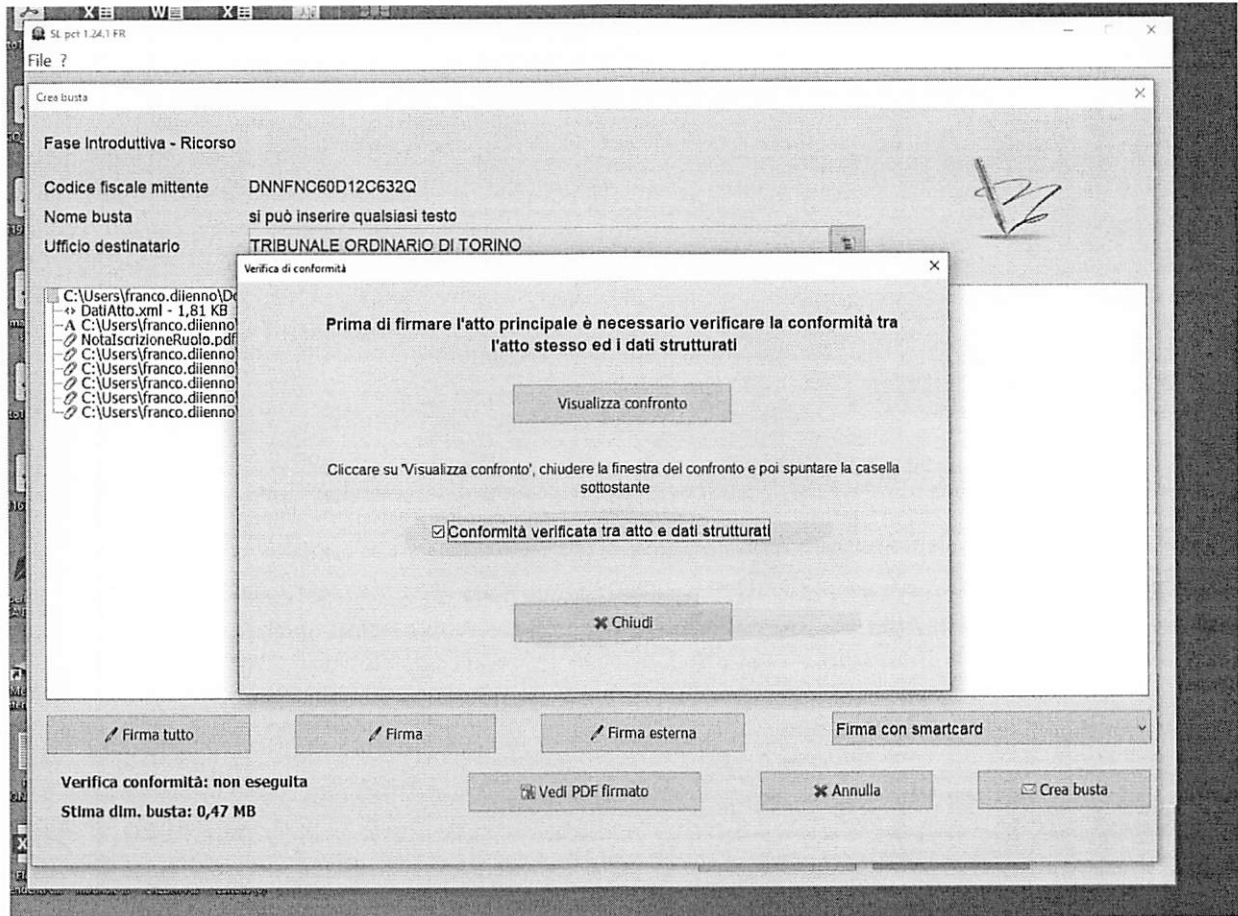 SL pct 1.24.1 FR
File ?
Crea busta
Fase Introduttiva - Ricorso
Codice fiscale mittente DNNFNC60D12C632Q
Nome busta si può inserire qualsiasi testo
Ufficio destinatario TRIBUNALE ORDINARIO DI TORINO
Verifica di conformità
C:\Users\franco.diienno\Do
DatiAtto.xml - 1,81 KB
A C:\Users\franco.diienno\
NotaIscrizioneRuolo.pdf
C:\Users\franco.diienno\
C:\Users\franco.diienno\
C:\Users\franco.diienno\
C:\Users\franco.diienno\
C:\Users\franco.diienno\
Prima di firmare l'atto principale è necessario verificare la conformità tra
l'atto stesso ed i dati strutturati
Visualizza confronto
Cliccare su 'Visualizza confronto', chiudere la finestra del confronto e poi spuntare la casella
sottostante
Conformità verificata tra atto e dati strutturati
Chiudi
Firma tutto Firma Firma esterna Firma con smartcard
Verifica conformità: non eseguita
Vedi PDF firmato Annulla Crea busta
Stima dim. busta: 0,47 MB